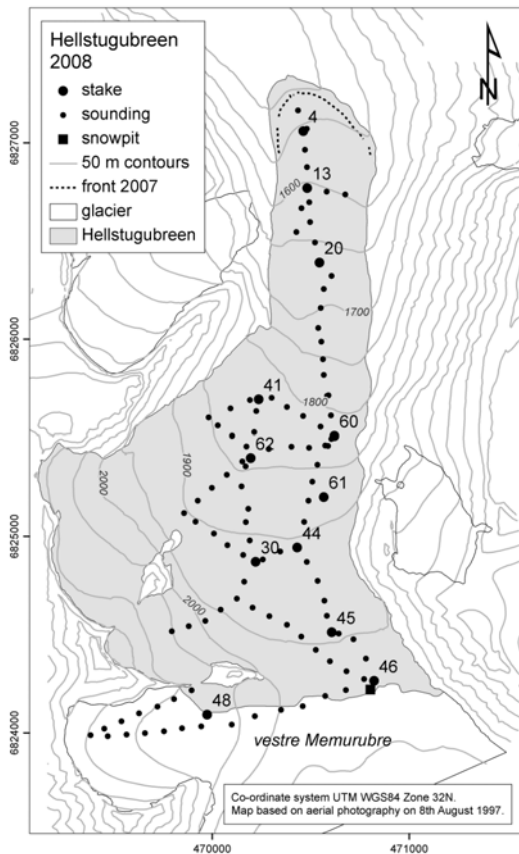 Hellstugubreen
2008
stake
sounding
snowpit
50 m contours
front 2007
glacier
Hellstugubreen
N
4
13
1600
20
1700
41
1800
60
62
1900
61
2000
44
30
2000
45
46
48
vestre Memurubre
Co-ordinate system UTM WGS84 Zone 32N.
Map based on aerial photography on 8th August 1997.
6827000
6826000
6825000
6824000
470000
471000